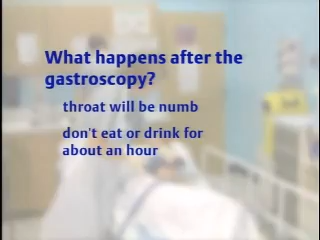 What happens after the
gastroscopy?
throat will be numb
don't eat or drink for
about an hour